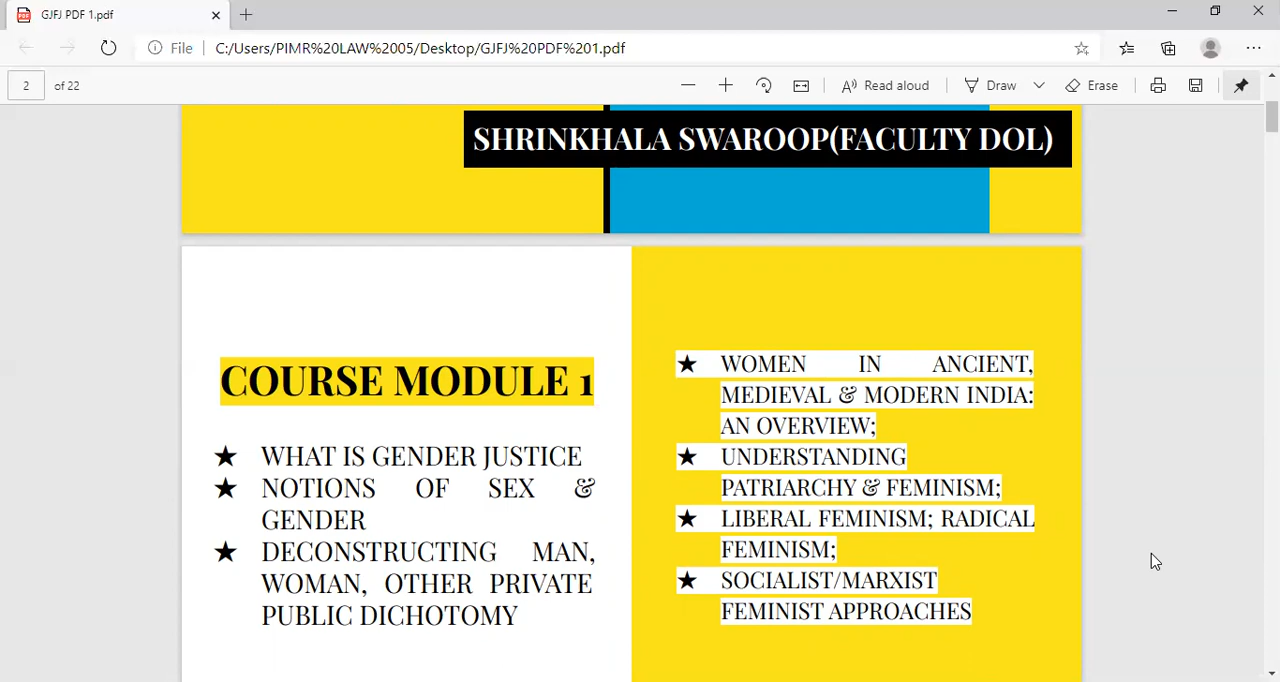 GJFJ PDF 1.pdf
File
C:/Users/PIMR%20LAW%2005/Desktop/GJFJ%20PDF%201.pdf
2 of 22
Read aloud
Draw
Erase
SHRINKHALA SWAROOP(FACULTY DOL)
COURSE MODULE 1
★ WHAT IS GENDER JUSTICE
★ NOTIONS OF SEX &
GENDER
★ DECONSTRUCTING MAN,
WOMAN, OTHER PRIVATE
PUBLIC DICHOTOMY
★ WOMEN IN ANCIENT,
MEDIEVAL & MODERN INDIA:
AN OVERVIEW;
★ UNDERSTANDING
PATRIARCHY & FEMINISM;
★ LIBERAL FEMINISM; RADICAL
FEMINISM;
★ SOCIALIST/MARXIST
FEMINIST APPROACHES